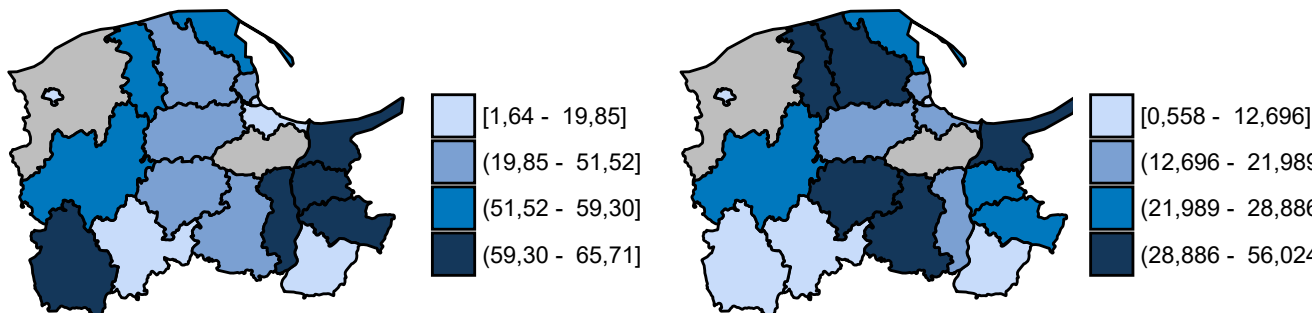 [1,64 - 19,85]
(19,85 - 51,52]
(51,52 - 59,30]
(59,30 - 65,71]
[0,558 - 12,696]
(12,696 - 21,989
(21,989 - 28,886
(28,886 - 56,024